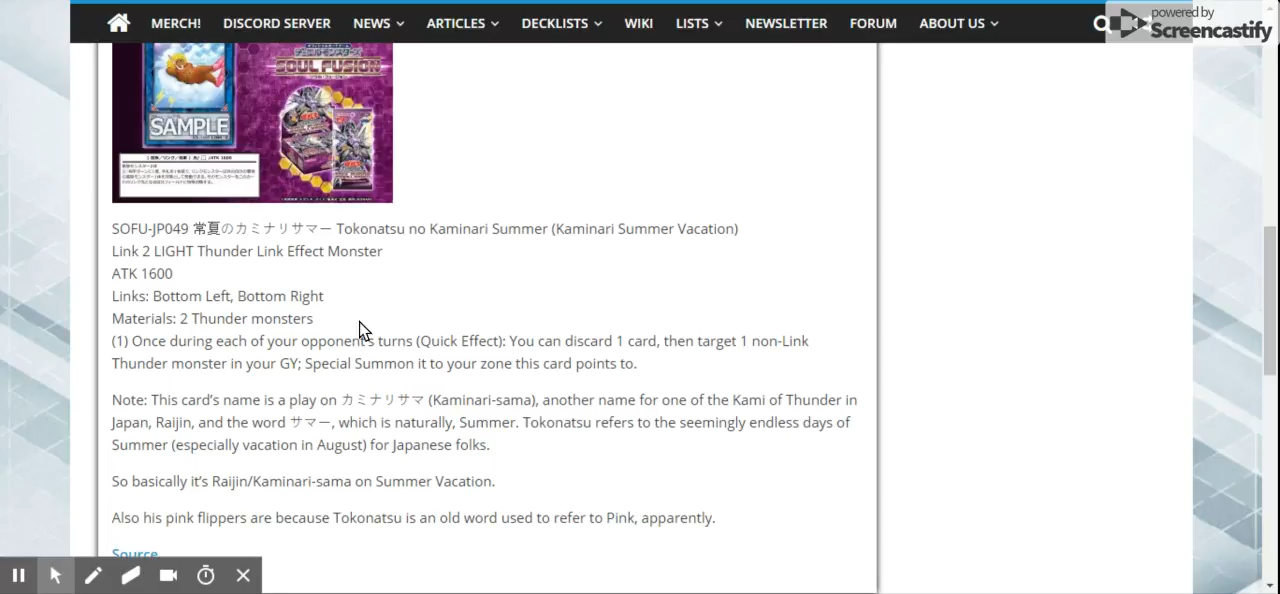 MERCH! DISCORD SERVER NEWS ARTICLES DECKLISTS WIKI LISTS NEWSLETTER FORUM ABOUT US
powered by
Screencastify
SOUL FUSION
SAMPLE
SOFU-JP049 常夏のカミナリサマー Tokonatsu no Kaminari Summer (Kaminari Summer Vacation)
Link 2 LIGHT Thunder Link Effect Monster
ATK 1600
Links: Bottom Left, Bottom Right
Materials: 2 Thunder monsters
(1) Once during each of your opponent's turns (Quick Effect): You can discard 1 card, then target 1 non-Link
Thunder monster in your GY; Special Summon it to your zone this card points to.
Note: This card's name is a play on カミナリサマ (Kaminari-sama), another name for one of the Kami of Thunder in
Japan, Raijin, and the word サマー, which is naturally, Summer. Tokonatsu refers to the seemingly endless days of
Summer (especially vacation in August) for Japanese folks.
So basically it's Raijin/Kaminari-sama on Summer Vacation.
Also his pink flippers are because Tokonatsu is an old word used to refer to Pink, apparently.
Source